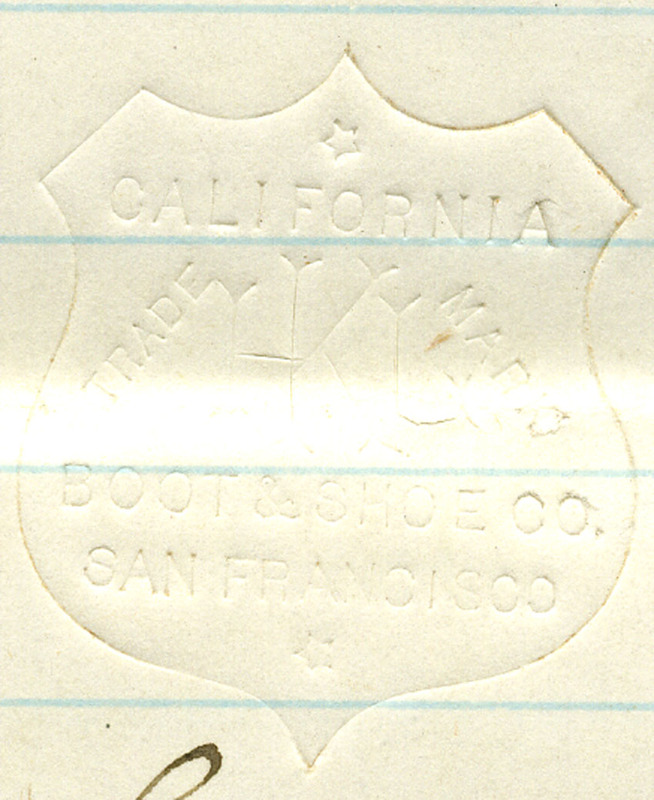 CALIFORNIA
TRADE MARK
BOOT & SHOE CO.
SAN FRANCISCO